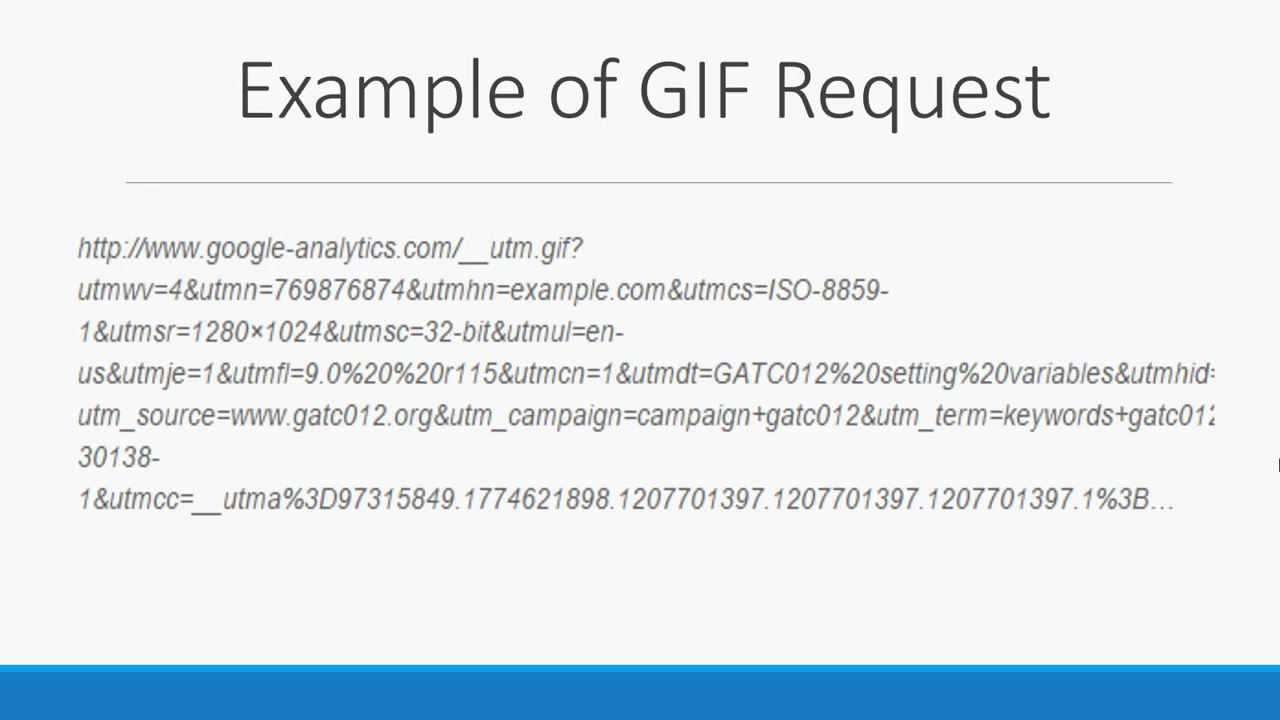 Example of GIF Request
http://www.google-analytics.com/__utm.gif?
utmwv=4&utmn=769876874&utmhn=example.com&utmcs=ISO-8859-
1&utmsr=1280×1024&utmsc=32-bit&utmul=en-
us&utmje=1&utmfl=9.0%20%20r115&utmcn=1&utmdt=GATC012%20setting%20variables&utmhid=
utm_source=www.gatc012.org&utm_campaign=campaign+gatc012&utm_term=keywords+gatc012
30138-
1&utmcc=__utma%3D97315849.1774621898.1207701397.1207701397.1207701397.1%3B...